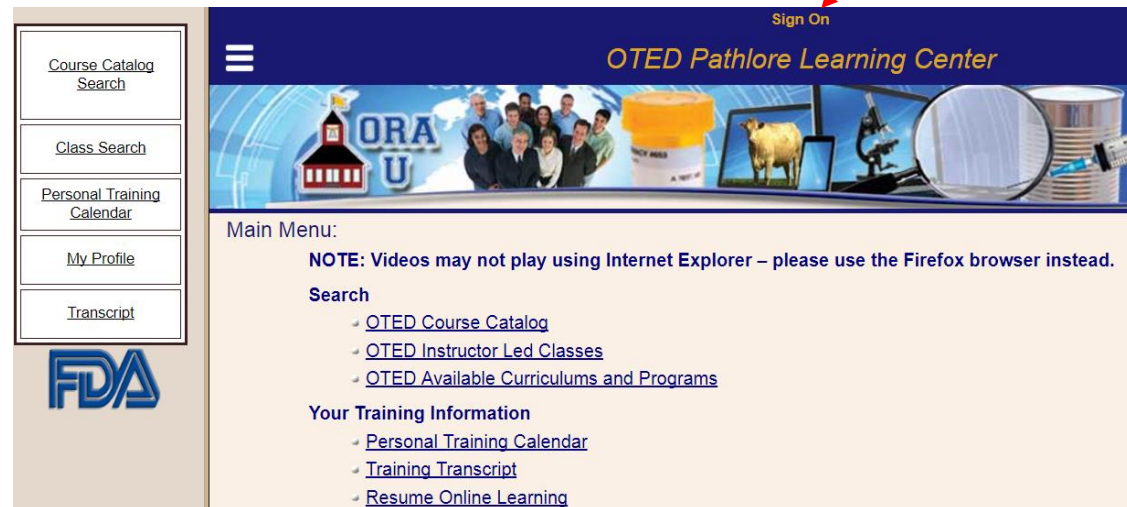 Sign On
OTED Pathlore Learning Center
Course Catalog
Search
Class Search
Personal Training
Calendar
My Profile
Transcript
FDA
ORA
U
Main Menu:
NOTE: Videos may not play using Internet Explorer – please use the Firefox browser instead.
Search
OTED Course Catalog
OTED Instructor Led Classes
OTED Available Curriculums and Programs
Your Training Information
Personal Training Calendar
Training Transcript
Resume Online Learning